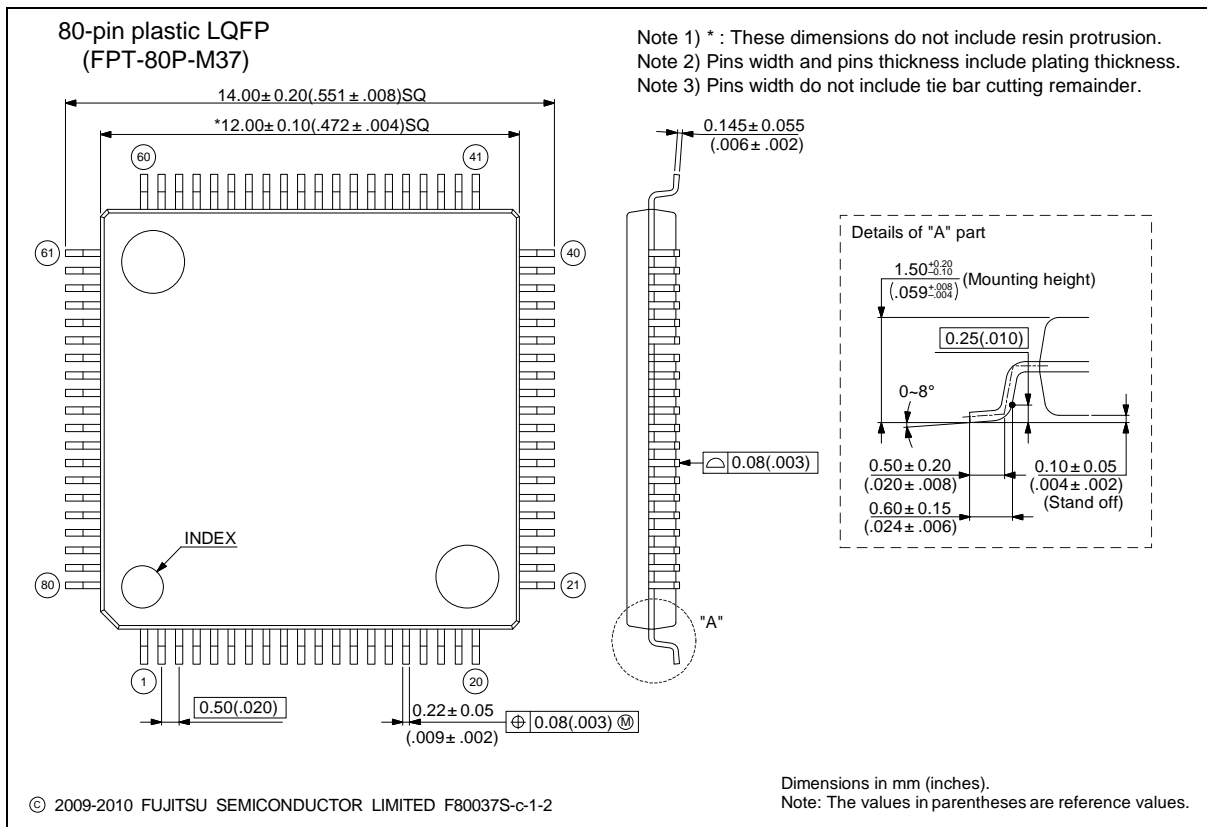 80-pin plastic LQFP
(FPT-80P-M37)
Note 1) * : These dimensions do not include resin protrusion.
Note 2) Pins width and pins thickness include plating thickness.
Note 3) Pins width do not include tie bar cutting remainder.
14.00±0.20(.551±.008)SQ
*12.00±0.10(.472±.004)SQ
60
41
61
40
INDEX
80
21
1
20
0.50(.020)
0.22±0.05
(.009±.002)
⌖ 0.08(.003) Ⓜ
0.145±0.055
(.006±.002)
⌓ 0.08(.003)
"A"
Details of "A" part
1.50 +0.20 –0.10
(.059 +.008 –.004) (Mounting height)
0.25(.010)
0~8°
0.50±0.20
(.020±.008)
0.60±0.15
(.024±.006)
0.10±0.05
(.004±.002)
(Stand off)
© 2009-2010 FUJITSU SEMICONDUCTOR LIMITED F80037S-c-1-2
Dimensions in mm (inches).
Note: The values in parentheses are reference values.